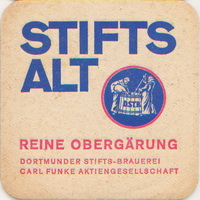 STIFTS
ALT
REINE OBERGÄRUNG
DORTMUNDER STIFTS-BRAUEREI
CARL FUNKE AKTIENGESELLSCHAFT